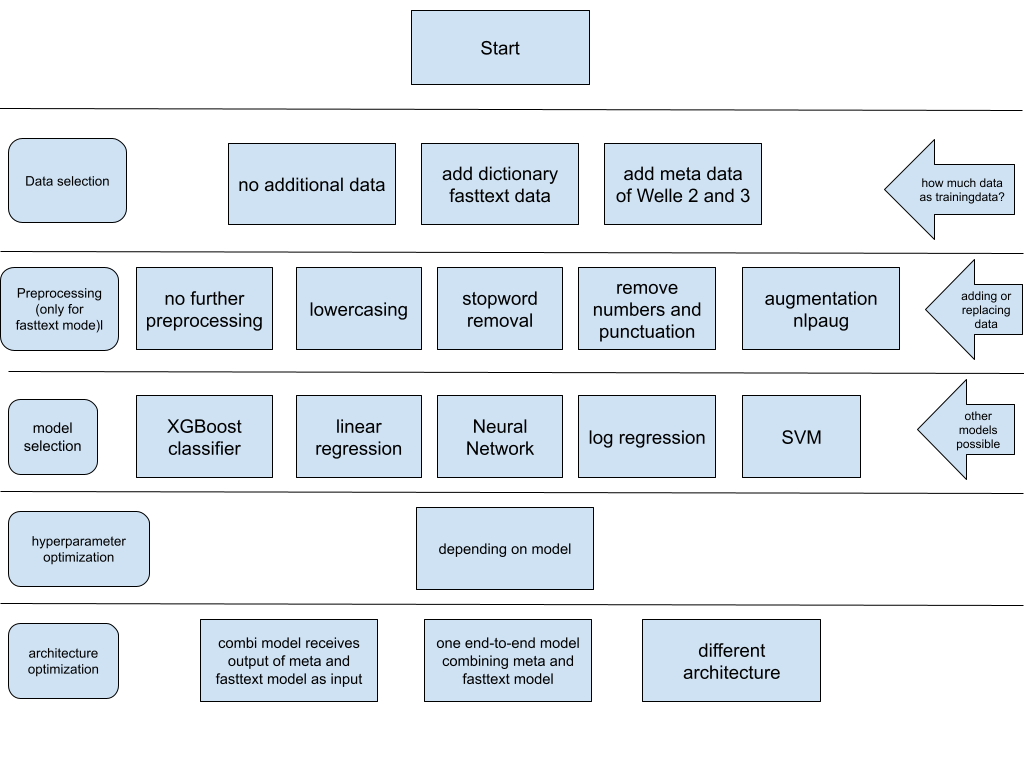 Start
Data selection
no additional data
add dictionary
fasttext data
add meta data
of Welle 2 and 3
how much data
as trainingdata?
Preprocessing
(only for
fasttext mode)l
no further
preprocessing
lowercasing
stopword
removal
remove
numbers and
punctuation
augmentation
nlpaug
adding or
replacing
data
model
selection
XGBoost
classifier
linear
regression
Neural
Network
log regression
SVM
other
models
possible
hyperparameter
optimization
depending on model
architecture
optimization
combi model receives
output of meta and
fasttext model as input
one end-to-end model
combining meta and
fasttext model
different
architecture